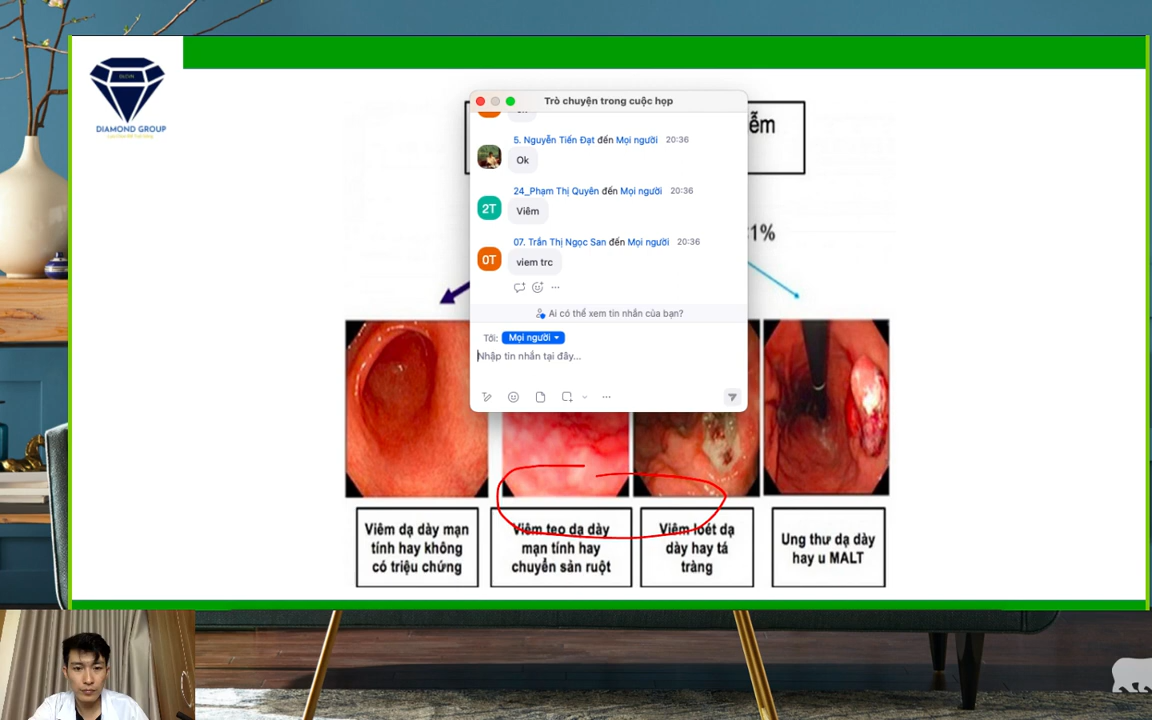 DIAMOND GROUP
Trò chuyện trong cuộc họp
5. Nguyễn Tiến Đạt đến Mọi người 20:36
Ok
24_Phạm Thị Quyên đến Mọi người 20:36
2T
Viêm
07. Trần Thị Ngọc San đến Mọi người 20:36
0T
viem trc
Ai có thể xem tin nhắn của bạn?
Tới: Mọi người
Nhập tin nhắn tại đây...
1%
Viêm dạ dày mạn
tính hay không
có triệu chứng
Viêm teo dạ dày
mạn tính hay
chuyển sản ruột
Viêm loét dạ
dày hay tá
tràng
Ung thư dạ dày
hay u MALT